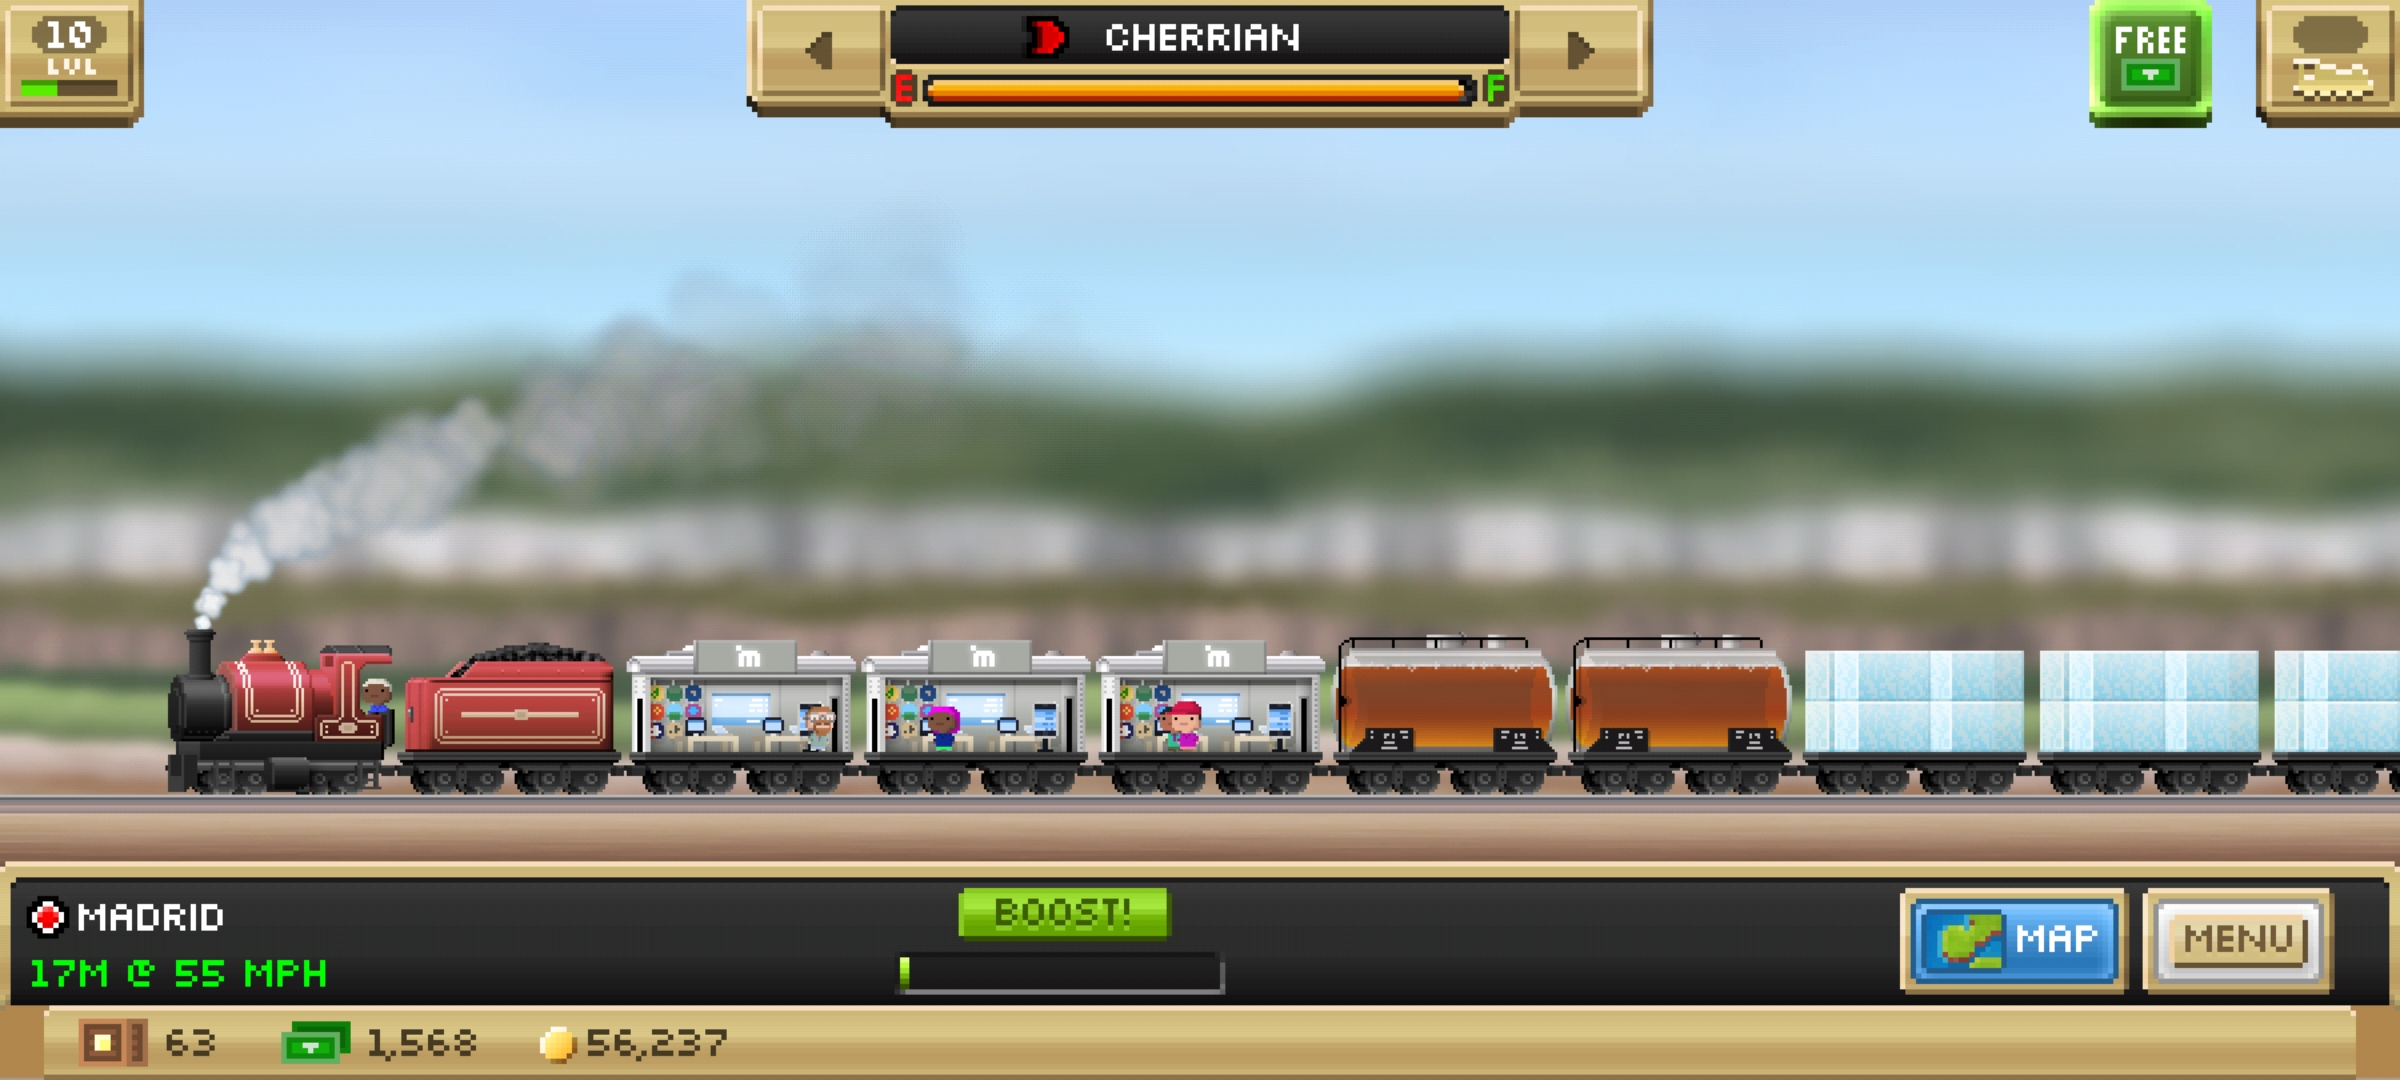 10
LVL
CHERRIAN
E F
FREE
m m m
MADRID
BOOST!
17M @ 55 MPH
MAP
MENU
63 1,568 56,237